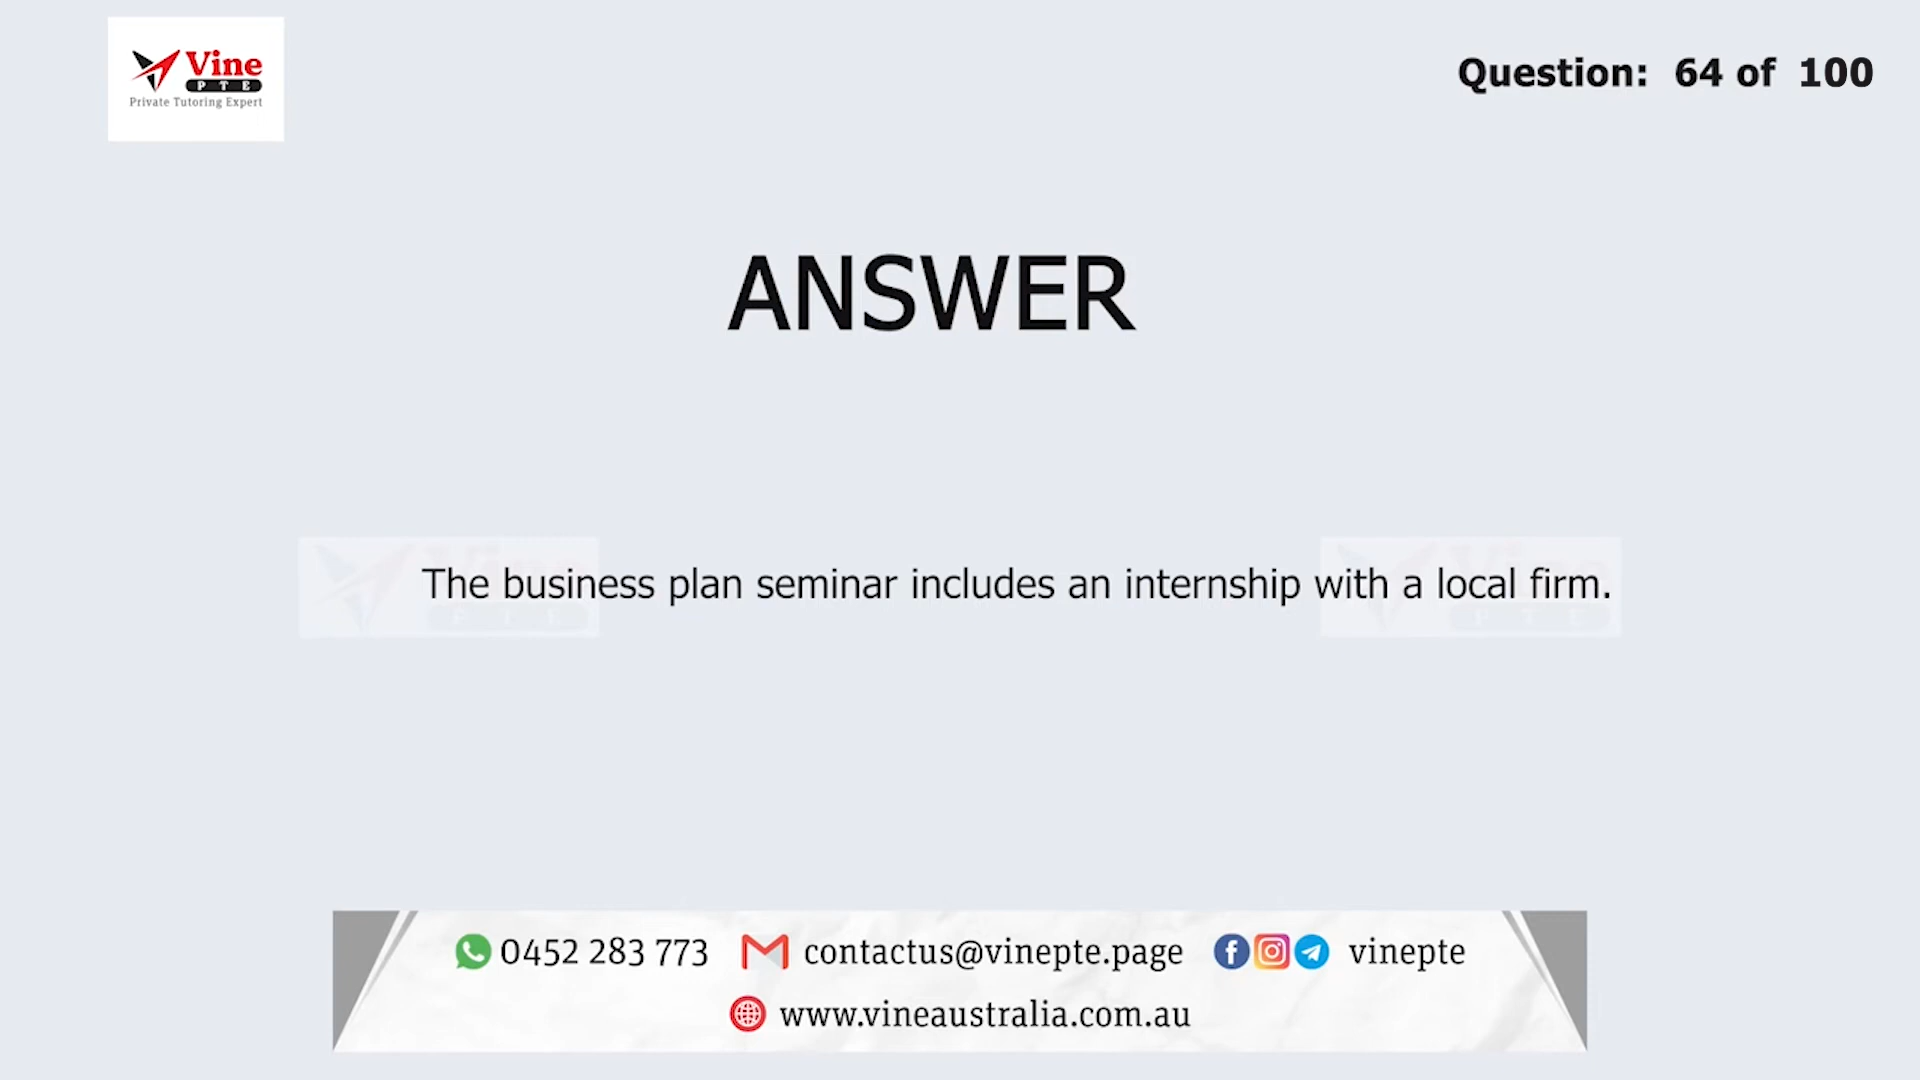 Vine
PTE
Private Tutoring Expert
Question: 64 of 100
ANSWER
The business plan seminar includes an internship with a local firm.
0452 283 773 contactus@vinepte.page vinepte
www.vineaustralia.com.au